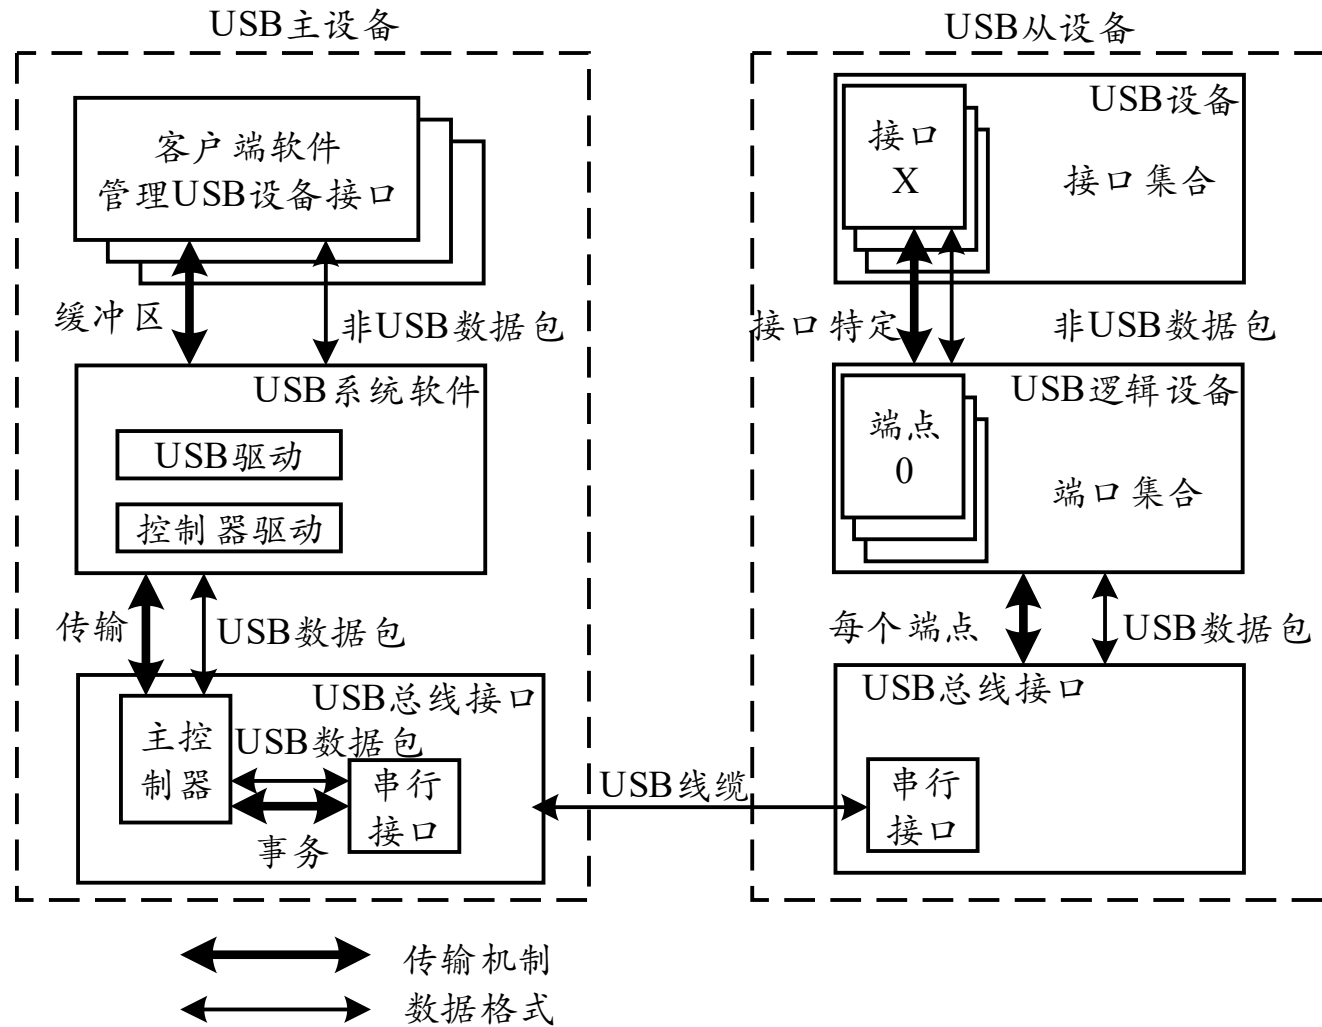 USB主设备
客户端软件
管理USB设备接口
缓冲区
非USB数据包
USB系统软件
USB驱动
控制器驱动
传输
USB数据包
USB总线接口
主控
制器
USB数据包
事务
串行
接口
USB线缆
USB从设备
USB设备
接口
X
接口集合
接口特定
非USB数据包
USB逻辑设备
端点
0
端口集合
每个端点
USB数据包
USB总线接口
串行
接口
传输机制
数据格式